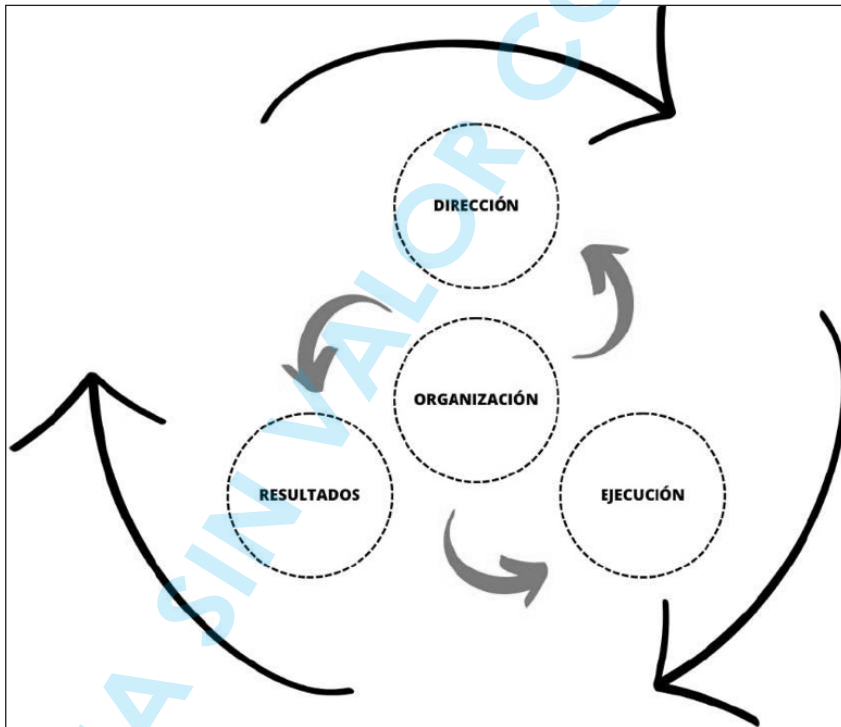 DIRECCIÓN
ORGANIZACIÓN
RESULTADOS
EJECUCIÓN
SIN VALOR